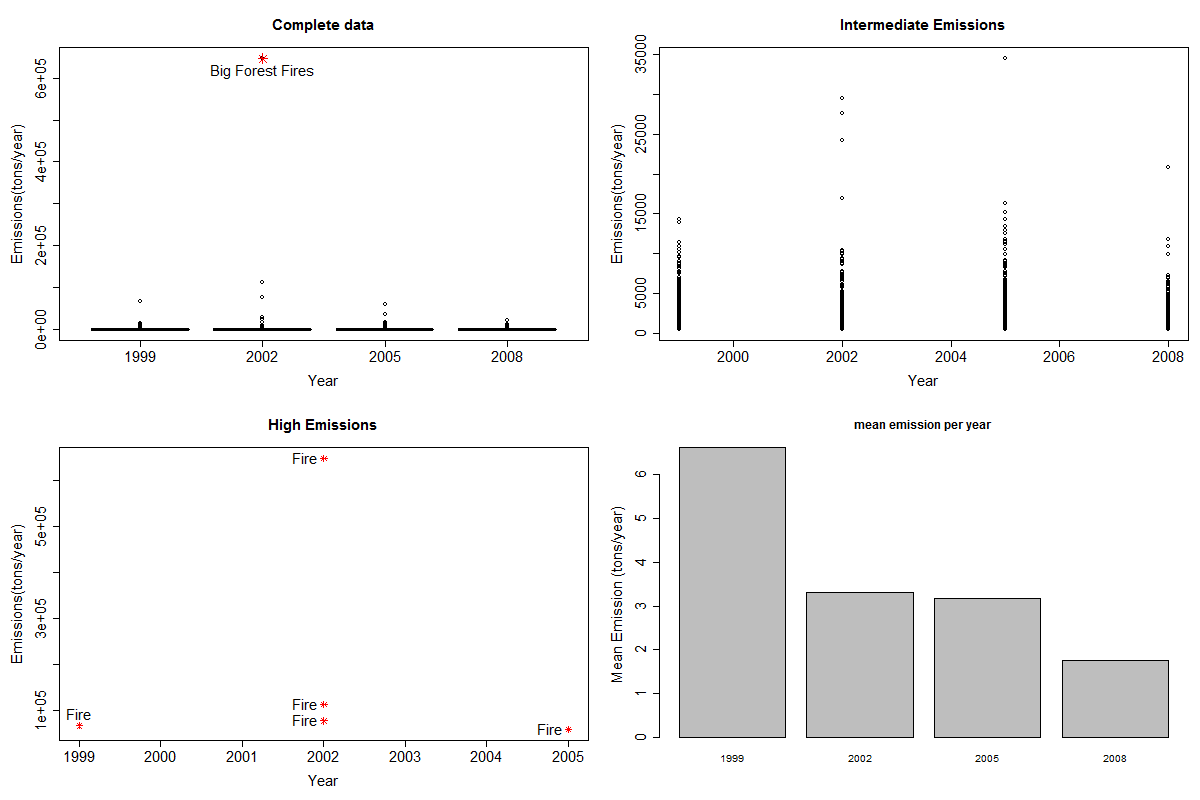 Complete data
Emissions(tons/year)
6e+05
4e+05
2e+05
0e+00
Big Forest Fires
1999 2002 2005 2008
Year
Intermediate Emissions
Emissions(tons/year)
35000
25000
15000
5000
0
2000 2002 2004 2006 2008
Year
High Emissions
Emissions(tons/year)
5e+05
3e+05
1e+05
Fire
Fire
Fire
Fire
Fire
1999 2000 2001 2002 2003 2004 2005
Year
mean emission per year
Mean Emission (tons/year)
6
5
4
3
2
1
0
1999 2002 2005 2008